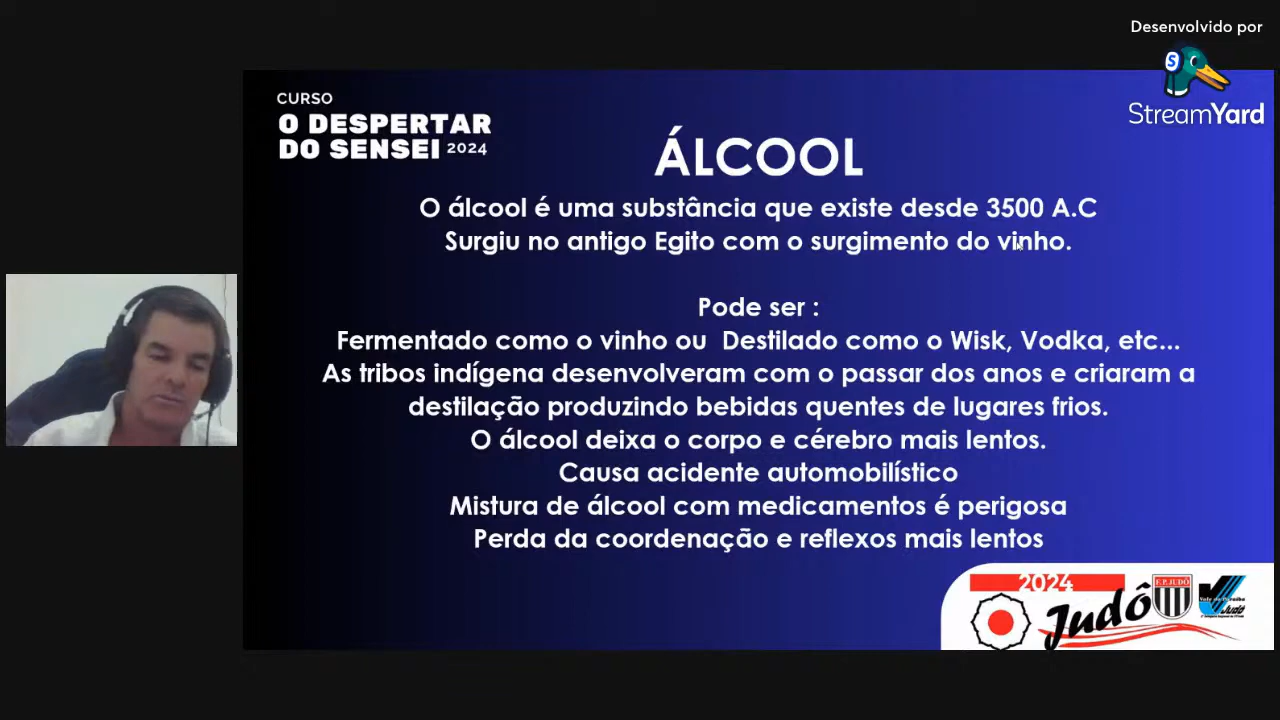 Desenvolvido por
StreamYard
CURSO
O DESPERTAR
DO SENSEI 2024
ÁLCOOL
O álcool é uma substância que existe desde 3500 A.C
Surgiu no antigo Egito com o surgimento do vinho.
Pode ser :
Fermentado como o vinho ou Destilado como o Wisk, Vodka, etc...
As tribos indígena desenvolveram com o passar dos anos e criaram a
destilação produzindo bebidas quentes de lugares frios.
O álcool deixa o corpo e cérebro mais lentos.
Causa acidente automobilístico
Mistura de álcool com medicamentos é perigosa
Perda da coordenação e reflexos mais lentos
2024
Judô
F.P.JUDÔ
Judô